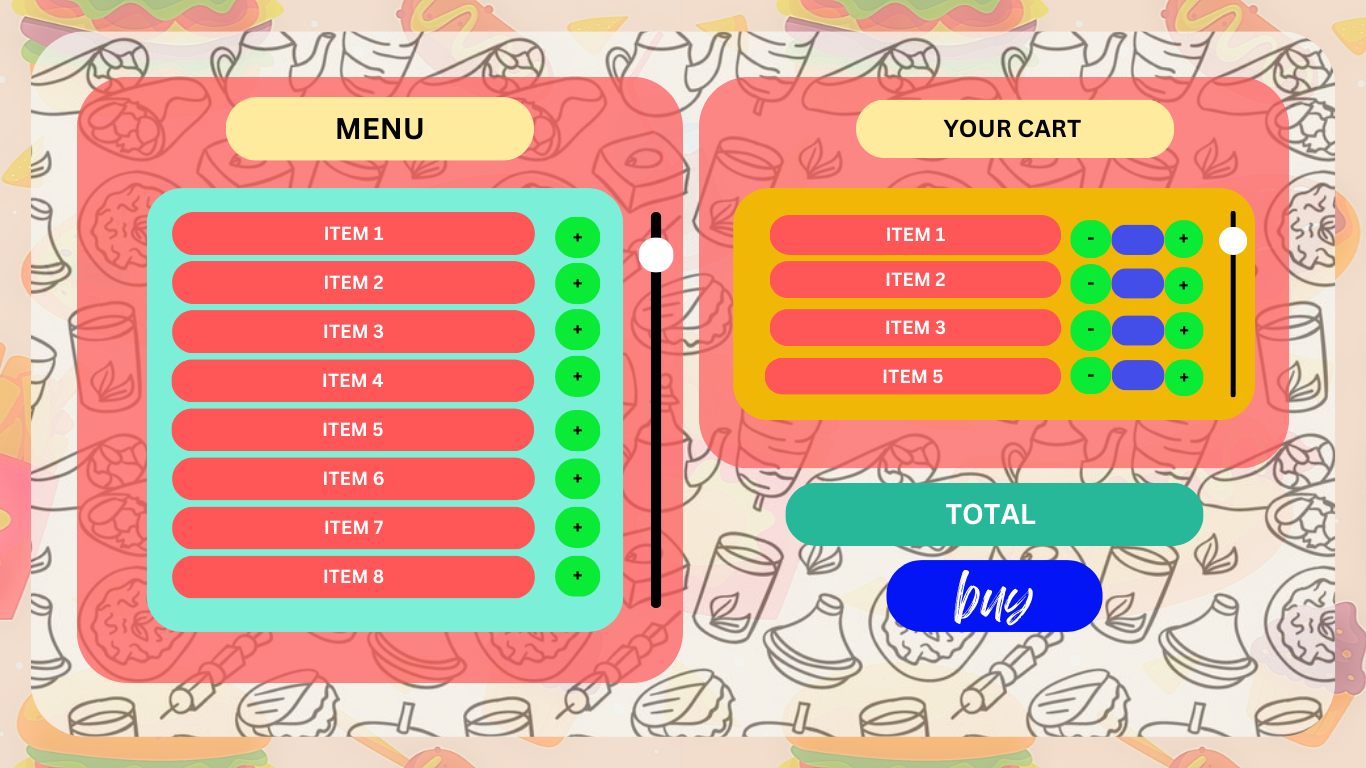 MENU
ITEM 1 +
ITEM 2 +
ITEM 3 +
ITEM 4 +
ITEM 5 +
ITEM 6 +
ITEM 7 +
ITEM 8 +
YOUR CART
ITEM 1 - +
ITEM 2 - +
ITEM 3 - +
ITEM 5 - +
TOTAL
buy